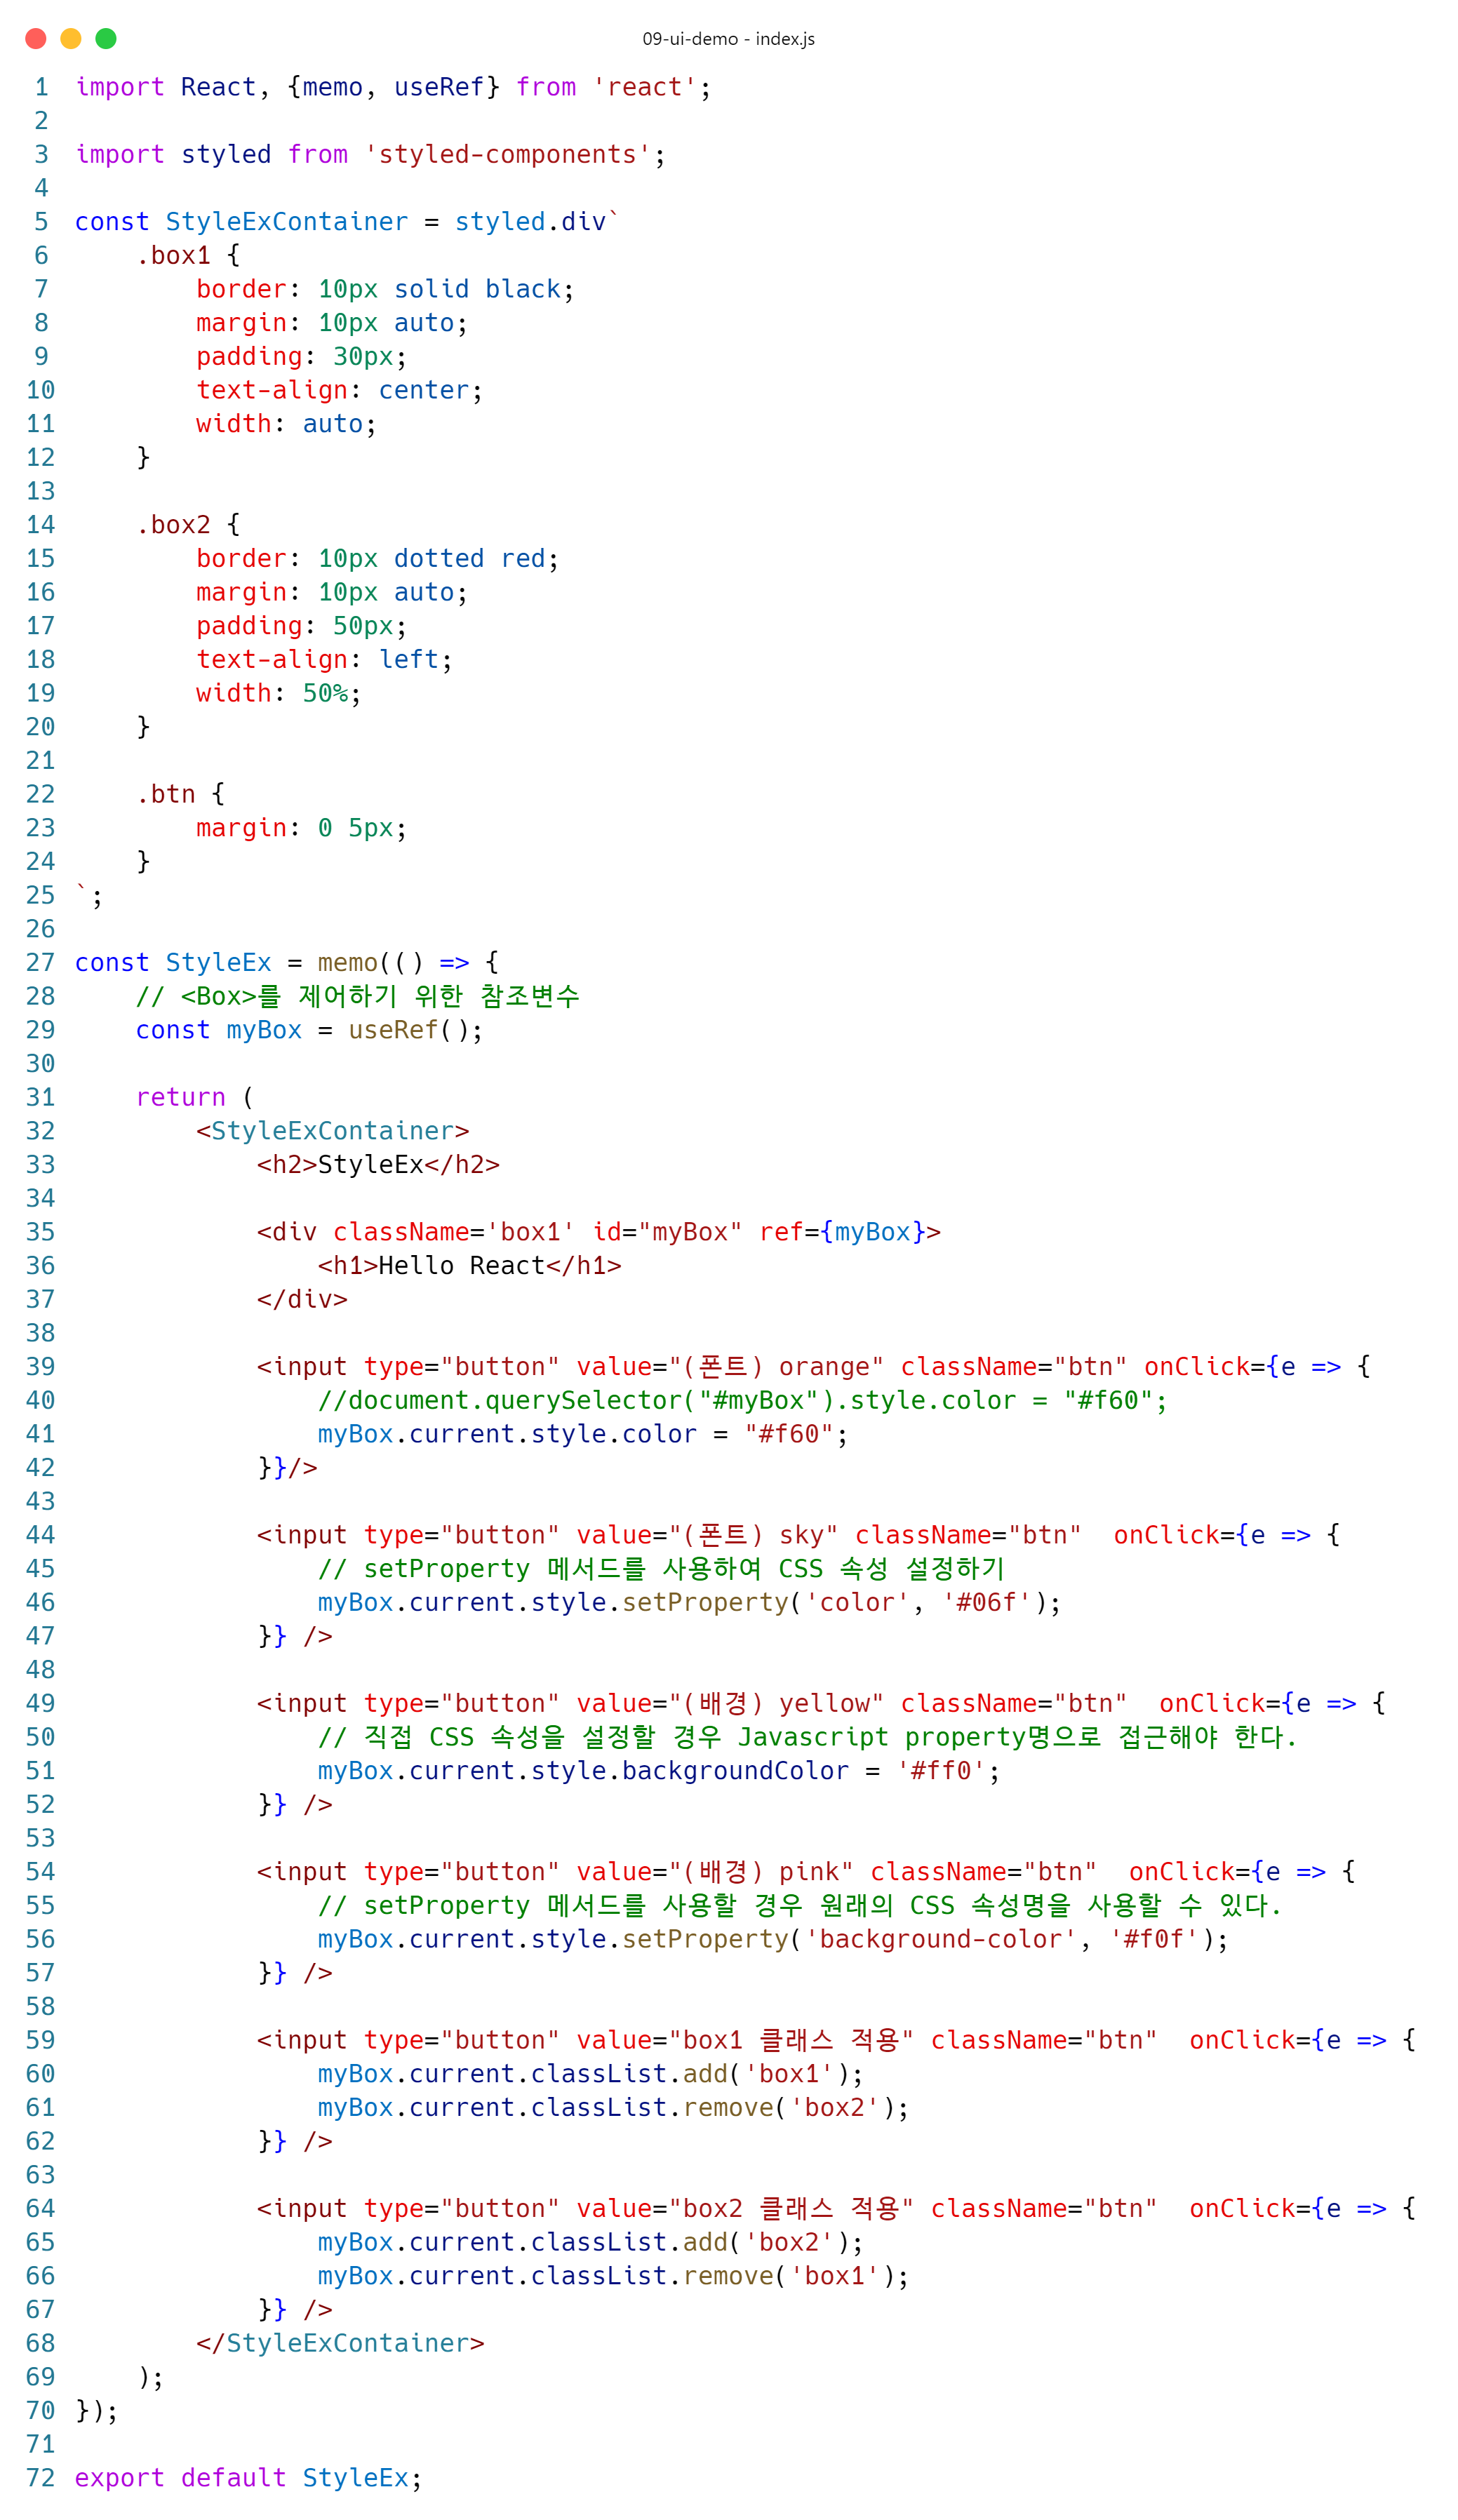 09-ui-demo - index.js
1 import React, {memo, useRef} from 'react';
2
3 import styled from 'styled-components';
4
5 const StyleExContainer = styled.div`
6     .box1 {
7         border: 10px solid black;
8         margin: 10px auto;
9         padding: 30px;
10         text-align: center;
11         width: auto;
12     }
13
14     .box2 {
15         border: 10px dotted red;
16         margin: 10px auto;
17         padding: 50px;
18         text-align: left;
19         width: 50%;
20     }
21
22     .btn {
23         margin: 0 5px;
24     }
25 `;
26
27 const StyleEx = memo(() => {
28     // <Box>를 제어하기 위한 참조변수
29     const myBox = useRef();
30
31     return (
32         <StyleExContainer>
33             <h2>StyleEx</h2>
34
35             <div className='box1' id="myBox" ref={myBox}>
36                 <h1>Hello React</h1>
37             </div>
38
39             <input type="button" value="(폰트) orange" className="btn" onClick={e => {
40                 //document.querySelector("#myBox").style.color = "#f60";
41                 myBox.current.style.color = "#f60";
42             }}/>
43
44             <input type="button" value="(폰트) sky" className="btn"  onClick={e => {
45                 // setProperty 메서드를 사용하여 CSS 속성 설정하기
46                 myBox.current.style.setProperty('color', '#06f');
47             }} />
48
49             <input type="button" value="(배경) yellow" className="btn"  onClick={e => {
50                 // 직접 CSS 속성을 설정할 경우 Javascript property명으로 접근해야 한다.
51                 myBox.current.style.backgroundColor = '#ff0';
52             }} />
53
54             <input type="button" value="(배경) pink" className="btn"  onClick={e => {
55                 // setProperty 메서드를 사용할 경우 원래의 CSS 속성명을 사용할 수 있다.
56                 myBox.current.style.setProperty('background-color', '#f0f');
57             }} />
58
59             <input type="button" value="box1 클래스 적용" className="btn"  onClick={e => {
60                 myBox.current.classList.add('box1');
61                 myBox.current.classList.remove('box2');
62             }} />
63
64             <input type="button" value="box2 클래스 적용" className="btn"  onClick={e => {
65                 myBox.current.classList.add('box2');
66                 myBox.current.classList.remove('box1');
67             }} />
68         </StyleExContainer>
69     );
70 });
71
72 export default StyleEx;